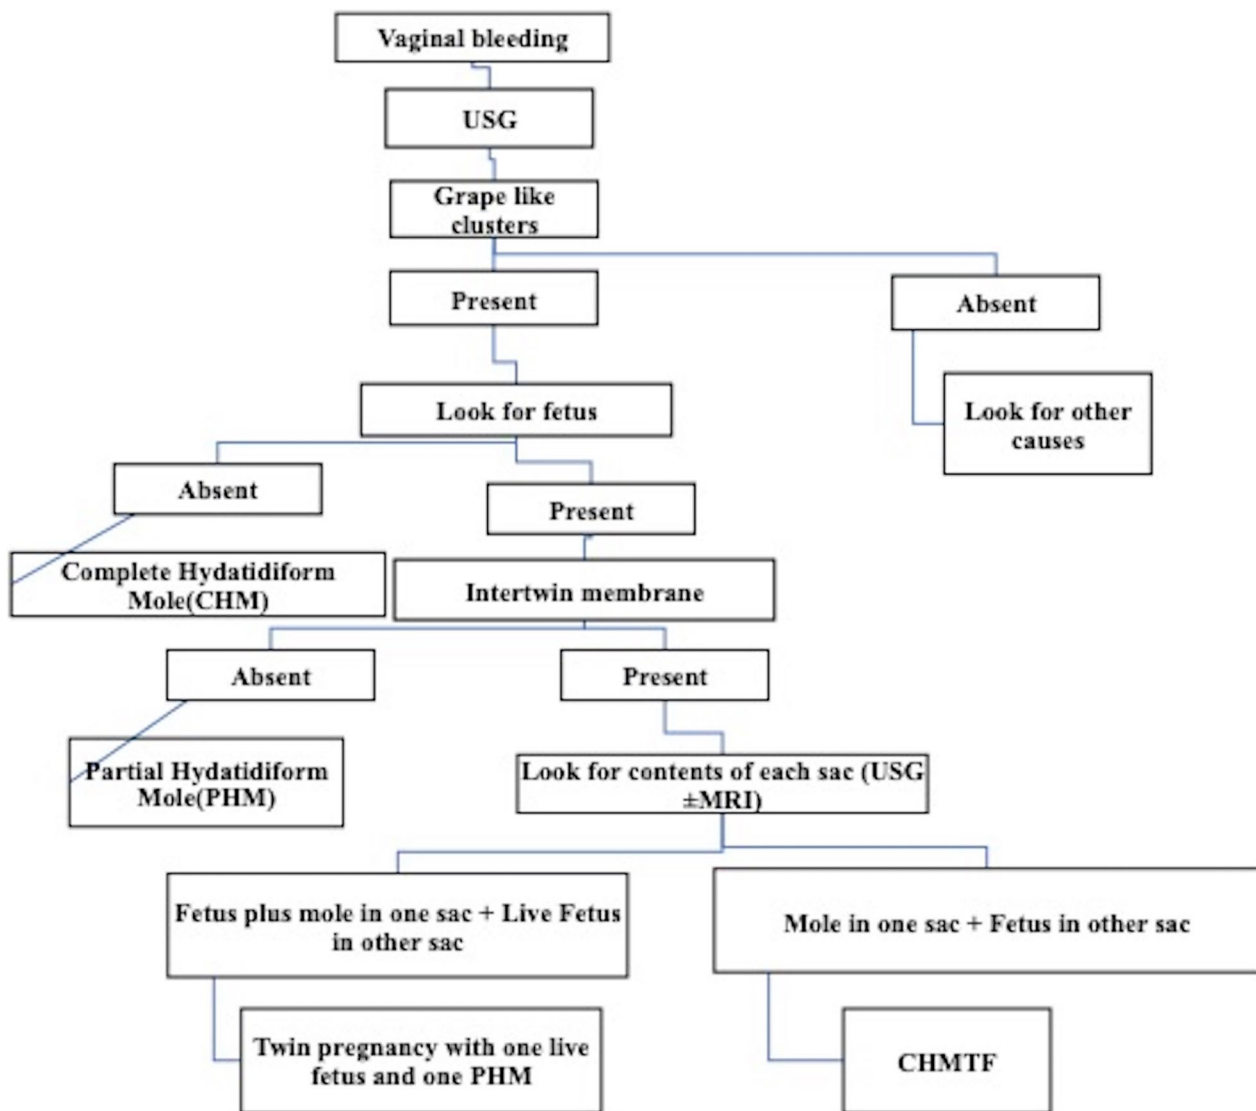 Vaginal bleeding
USG
Grape like
clusters
Present
Absent
Look for fetus
Look for other
causes
Absent
Present
Complete Hydatidiform
Mole(CHM)
Intertwin membrane
Absent
Present
Partial Hydatidiform
Mole(PHM)
Look for contents of each sac (USG
±MRI)
Fetus plus mole in one sac + Live Fetus
in other sac
Mole in one sac + Fetus in other sac
Twin pregnancy with one live
fetus and one PHM
CHMTF